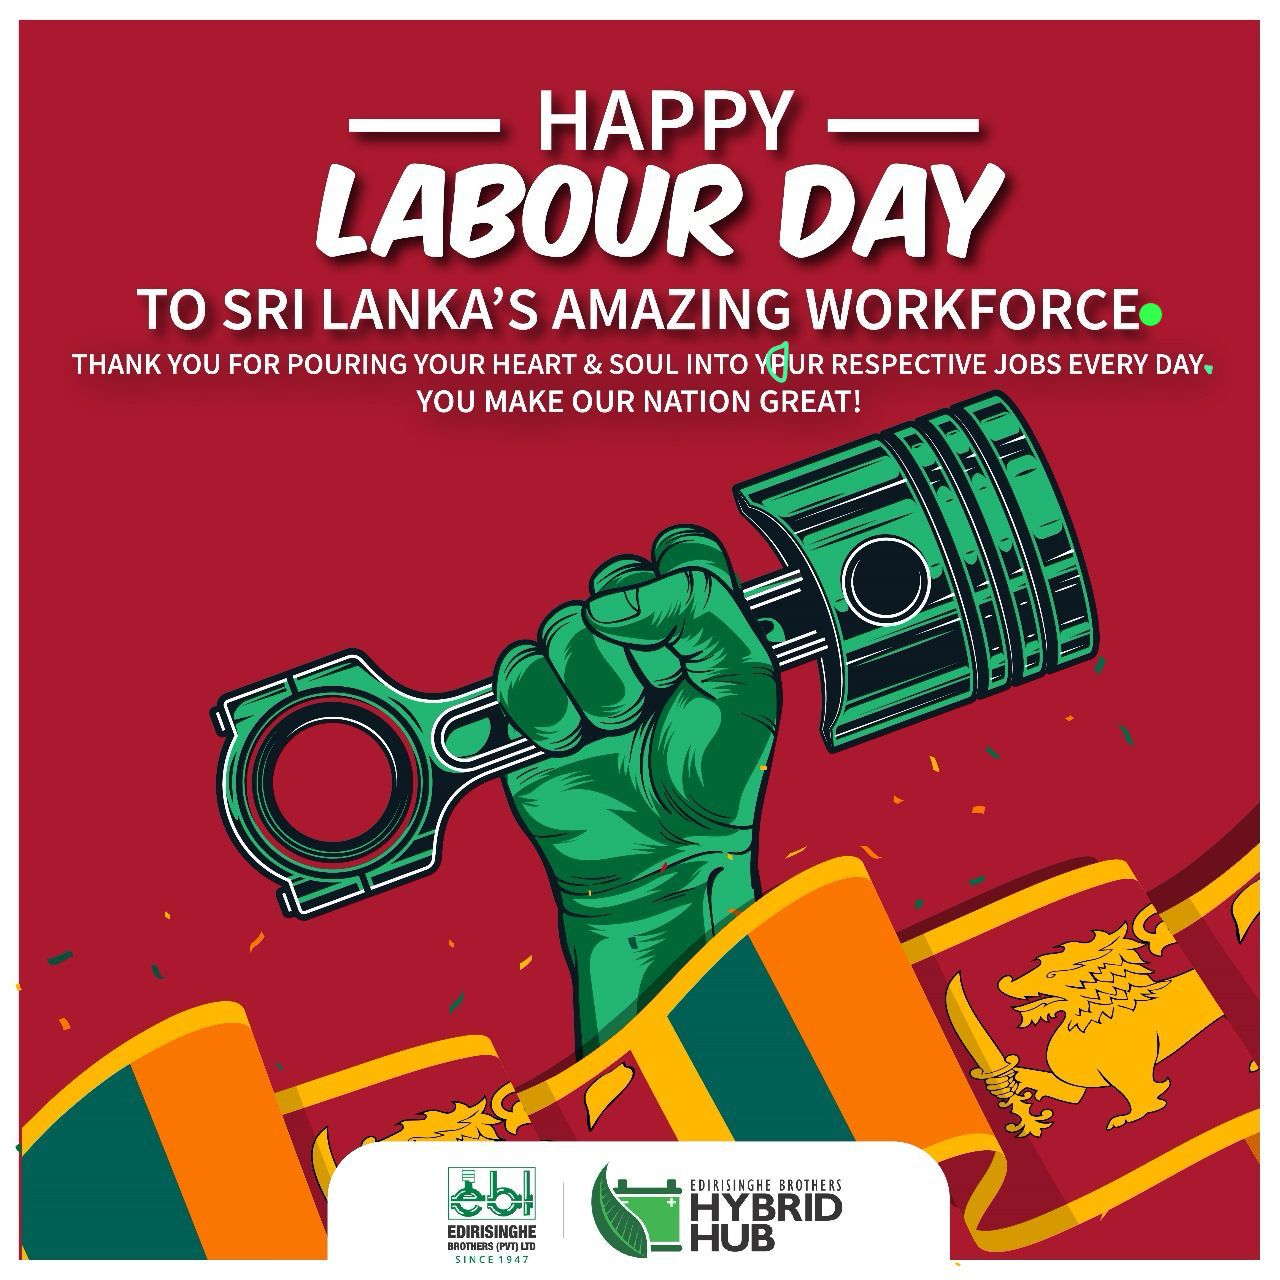 HAPPY
LABOUR DAY
TO SRI LANKA'S AMAZING WORKFORCE
THANK YOU FOR POURING YOUR HEART & SOUL INTO YPUR RESPECTIVE JOBS EVERY DAY.
YOU MAKE OUR NATION GREAT!
ebl
EDIRISINGHE
BROTHERS (PVT) LTD
SINCE 1947
EDIRISINGHE BROTHERS
HYBRID
HUB